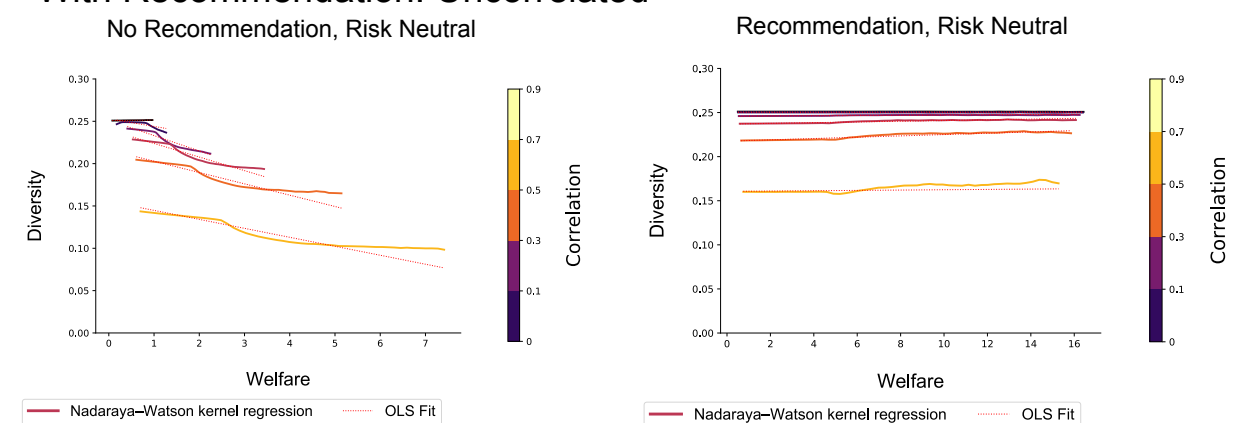 With Recommendation: Uncorrelated
No Recommendation, Risk Neutral
0.30
0.25
0.20
0.15
0.10
0.05
0.00
Diversity
0 1 2 3 4 5 6 7
Welfare
0.9
0.7
0.5
0.3
0.1
0
Correlation
Nadaraya–Watson kernel regression OLS Fit
Recommendation, Risk Neutral
0.30
0.25
0.20
0.15
0.10
0.05
0.00
Diversity
0 2 4 6 8 10 12 14 16
Welfare
0.9
0.7
0.5
0.3
0.1
0
Correlation
Nadaraya–Watson kernel regression OLS Fit